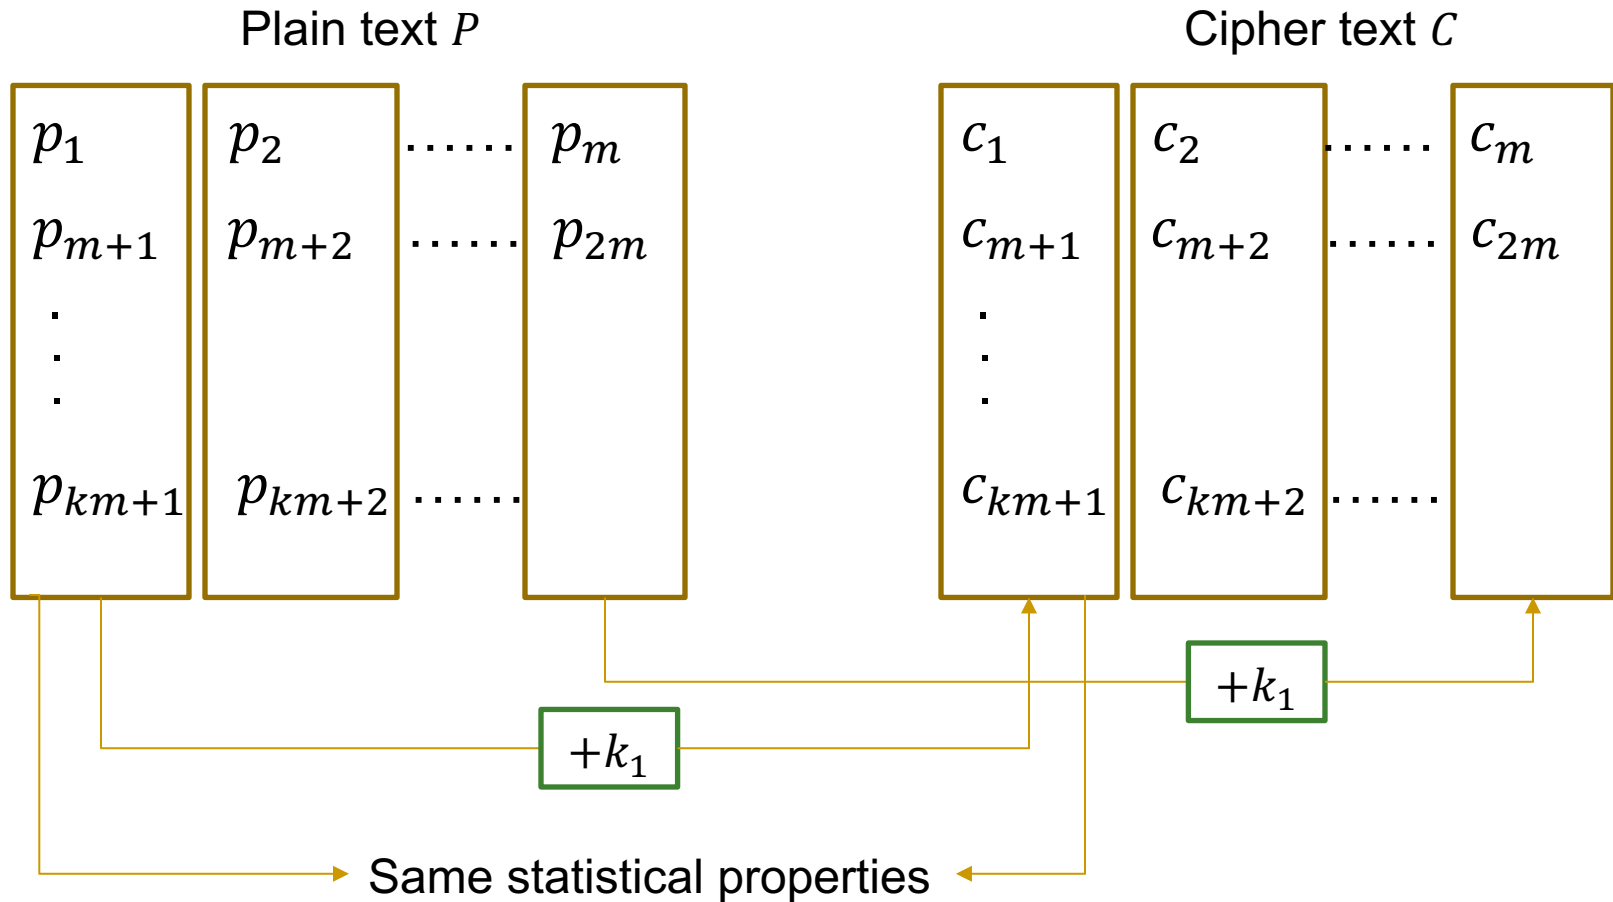 Plain text P Cipher text C
p₁ p₂ ...... pₘ c₁ c₂ ...... cₘ
pₘ₊₁ pₘ₊₂ ...... p₂ₘ cₘ₊₁ cₘ₊₂ ...... c₂ₘ
. .
. .
. .
pₖₘ₊₁ pₖₘ₊₂ ...... cₖₘ₊₁ cₖₘ₊₂ ......
+k₁
+k₁
Same statistical properties